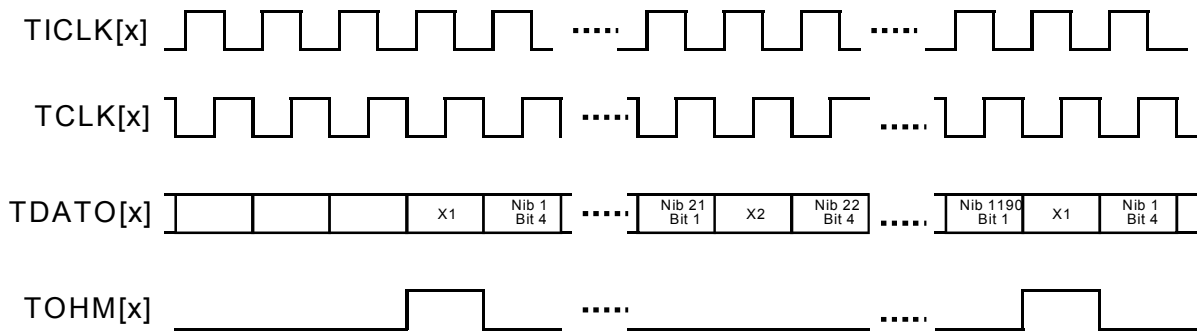 TICLK[x]
TCLK[x]
TDATO[x]
X1
Nib 1
Bit 4
Nib 21
Bit 1
X2
Nib 22
Bit 4
Nib 1190
Bit 1
X1
Nib 1
Bit 4
TOHM[x]